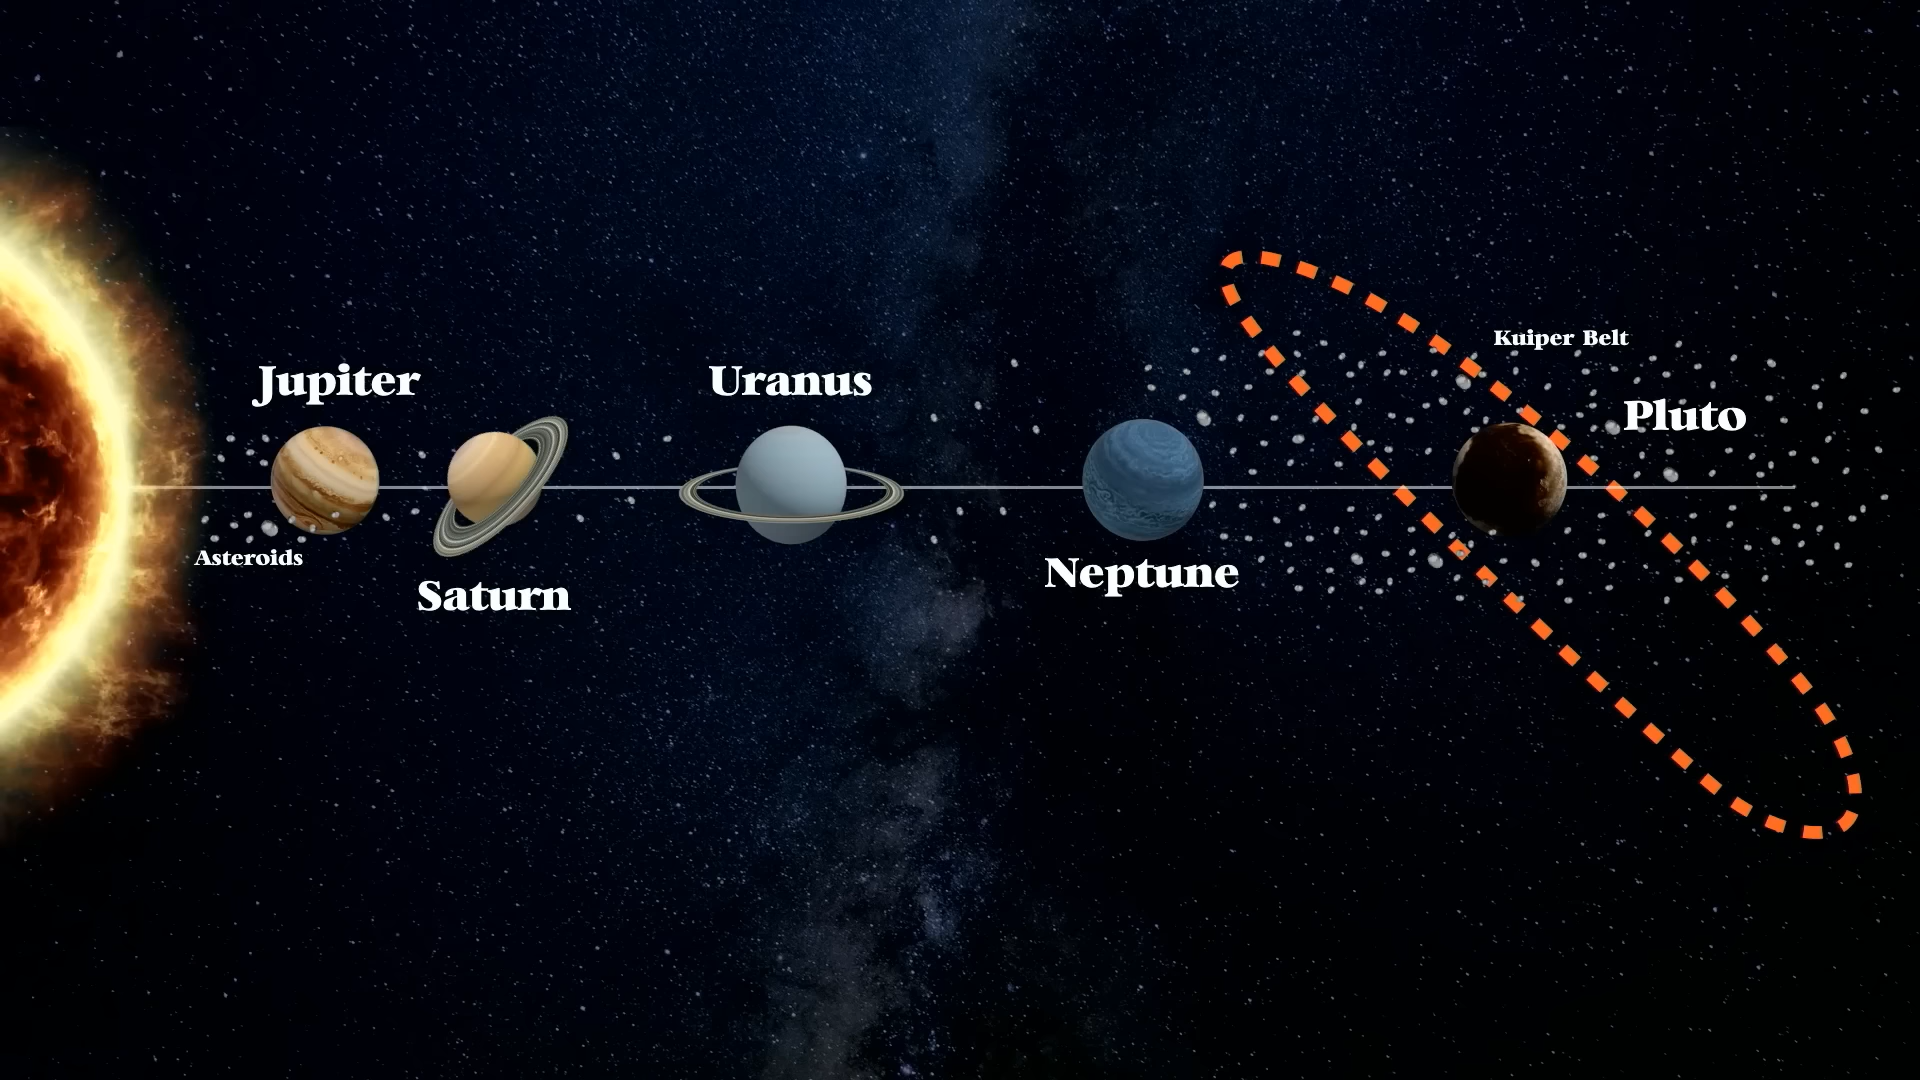 Kuiper Belt
Jupiter
Uranus
Pluto
Asteroids
Neptune
Saturn